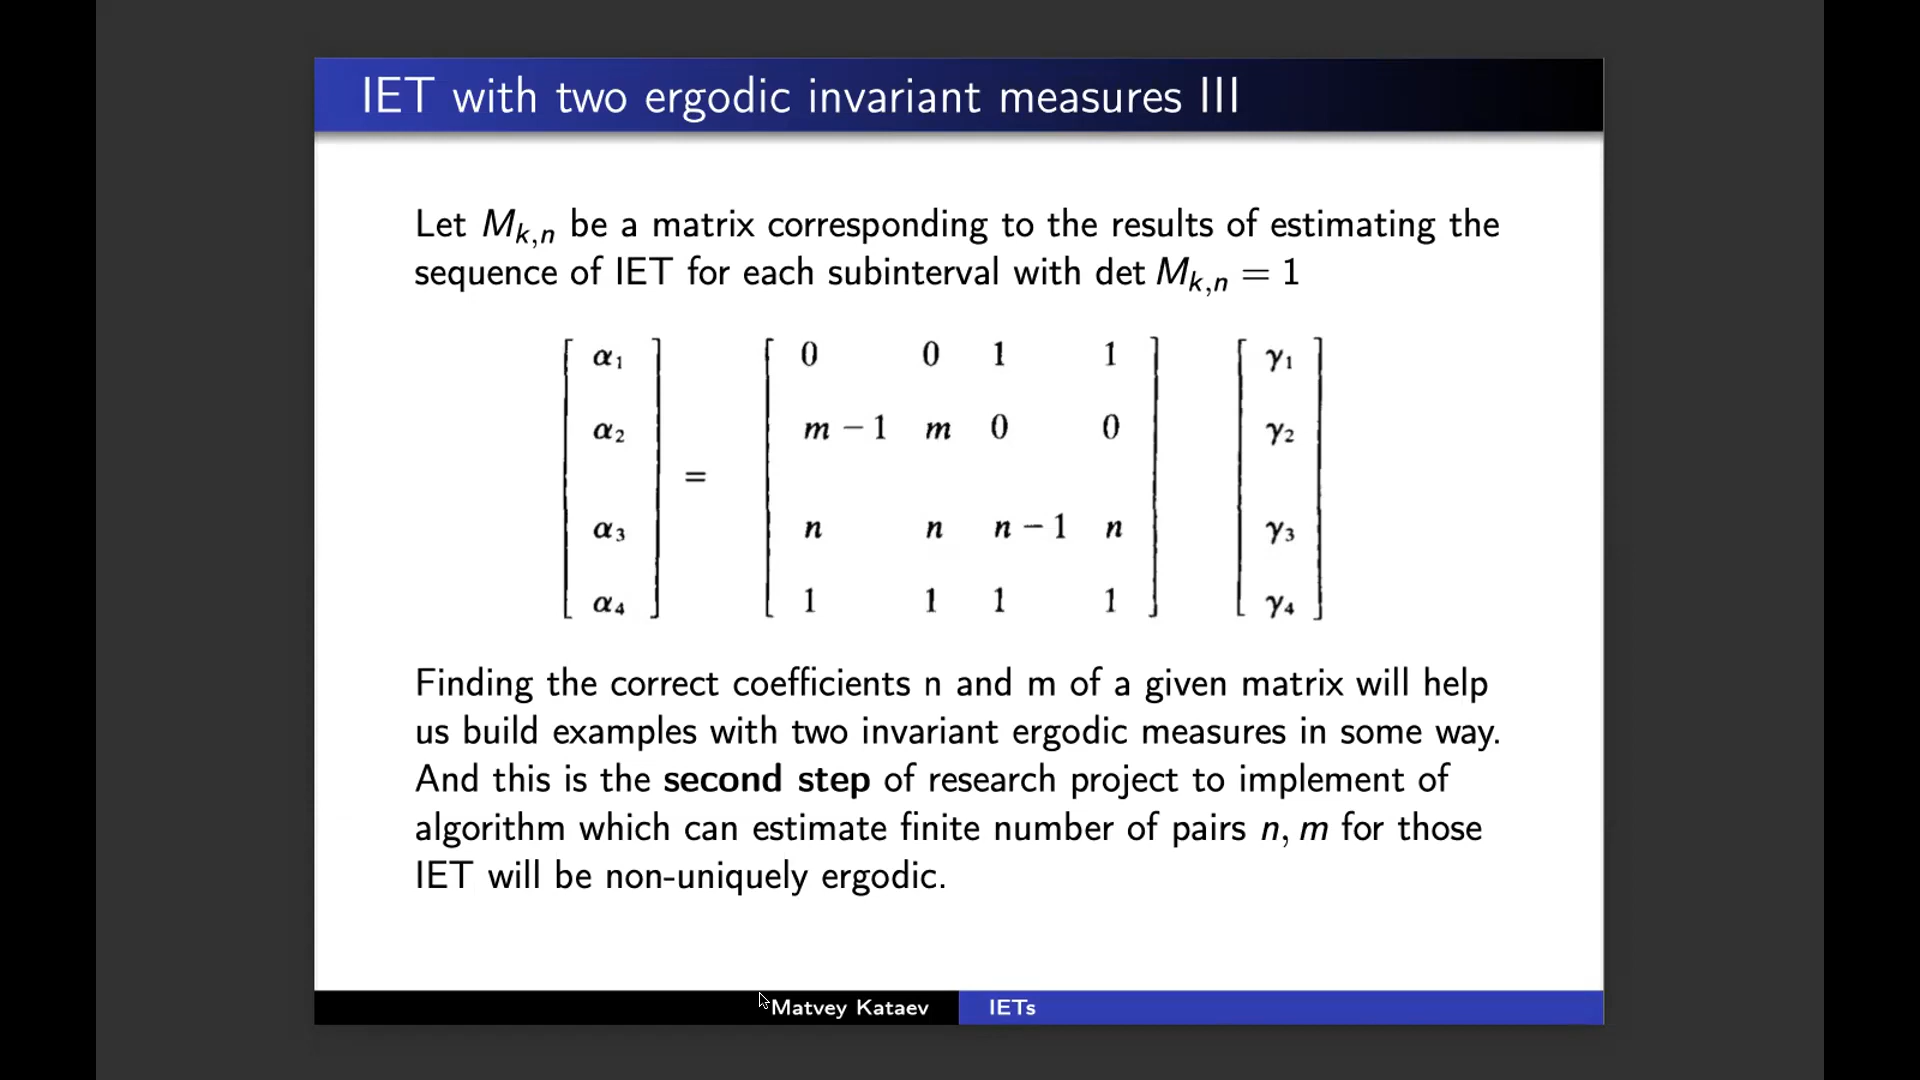 IET with two ergodic invariant measures III
Let M_{k,n} be a matrix corresponding to the results of estimating the
sequence of IET for each subinterval with det M_{k,n} = 1
[ α₁ ] [ 0 0 1 1 ] [ γ₁ ]
[ α₂ ] [ m − 1 m 0 0 ] [ γ₂ ]
=
[ α₃ ] [ n n n − 1 n ] [ γ₃ ]
[ α₄ ] [ 1 1 1 1 ] [ γ₄ ]
Finding the correct coefficients n and m of a given matrix will help
us build examples with two invariant ergodic measures in some way.
And this is the second step of research project to implement of
algorithm which can estimate finite number of pairs n, m for those
IET will be non-uniquely ergodic.
Matvey Kataev IETs